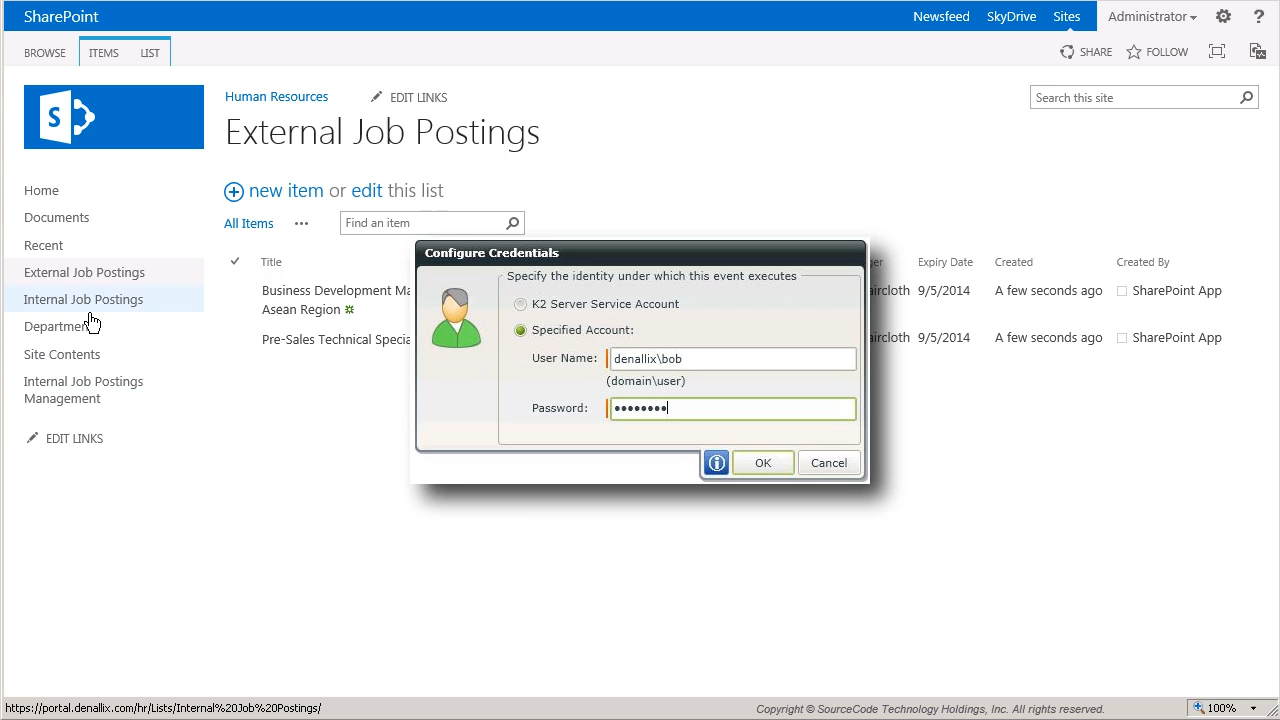 SharePoint
Newsfeed SkyDrive Sites Administrator ?
BROWSE ITEMS LIST
SHARE FOLLOW
S
Human Resources EDIT LINKS
Search this site
External Job Postings
Home
Documents
Recent
External Job Postings
Internal Job Postings
Departmen
Site Contents
Internal Job Postings
Management
EDIT LINKS
new item or edit this list
All Items ... Find an item
Title Expiry Date Created Created By
Business Development Ma
Asean Region
aircloth 9/5/2014 A few seconds ago SharePoint App
Pre-Sales Technical Specia
aircloth 9/5/2014 A few seconds ago SharePoint App
Configure Credentials
Specify the identity under which this event executes
K2 Server Service Account
Specified Account:
User Name: denallix\bob
(domain\user)
Password: ••••••••
OK Cancel
https://portal.denallix.com/hr/Lists/Internal%20Job%20Postings/
Copyright © SourceCode Technology Holdings, Inc. All rights reserved.
100%